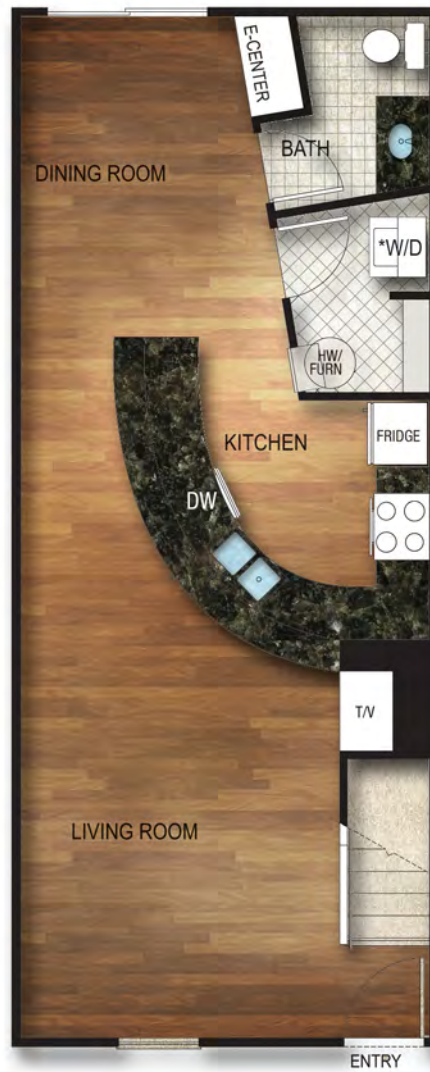 E-CENTER
BATH
DINING ROOM
*W/D
HW/
FURN
FRIDGE
KITCHEN
DW
T/V
LIVING ROOM
ENTRY